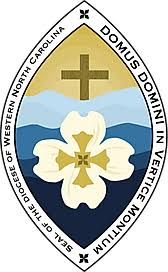 SEAL OF THE DIOCESE OF WESTERN NORTH CAROLINA
DOMUS DOMINI IN VERTICE MONTIUM